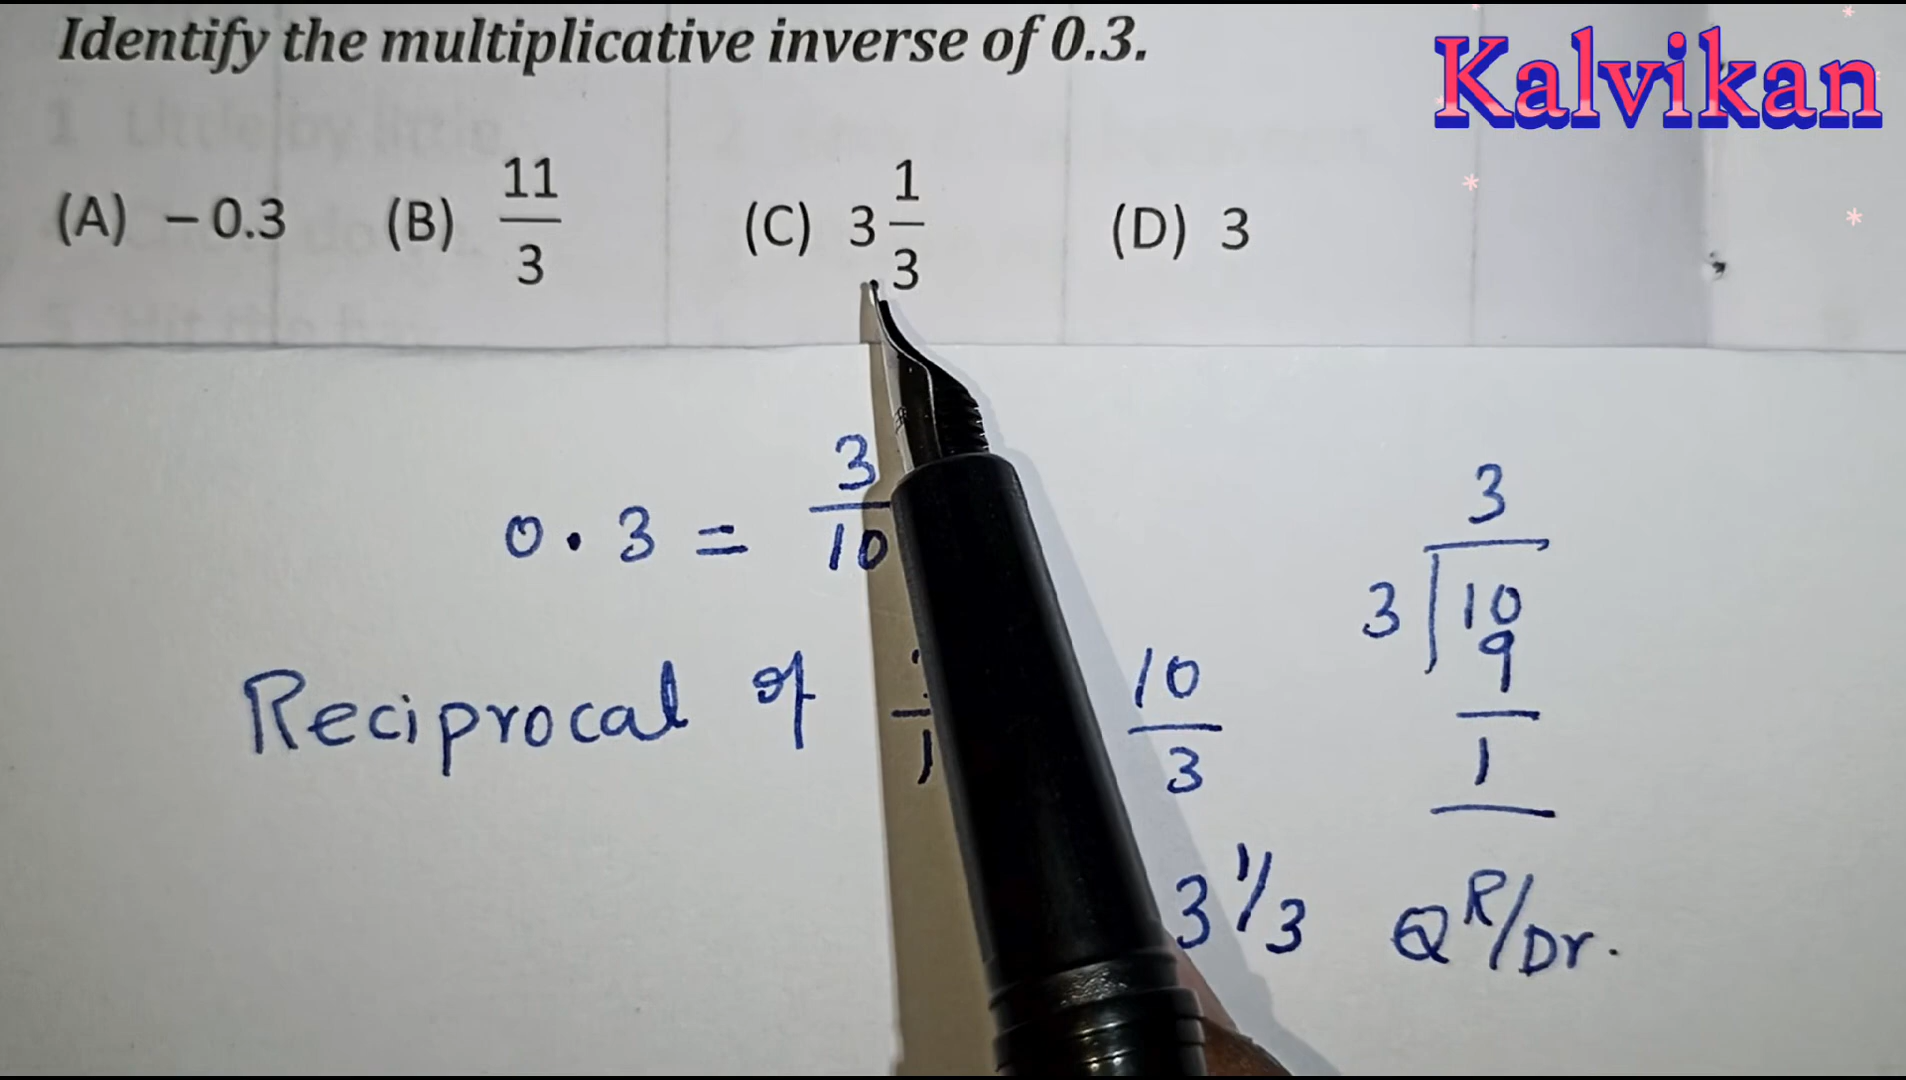 Identify the multiplicative inverse of 0.3.
Kalvikan
(A) – 0.3 (B) 11/3 (C) 3 1/3 (D) 3
0.3 = 3/10
3
3 10
9
1
Reciprocal of
10/3
3 1/3 Q R/Dr.